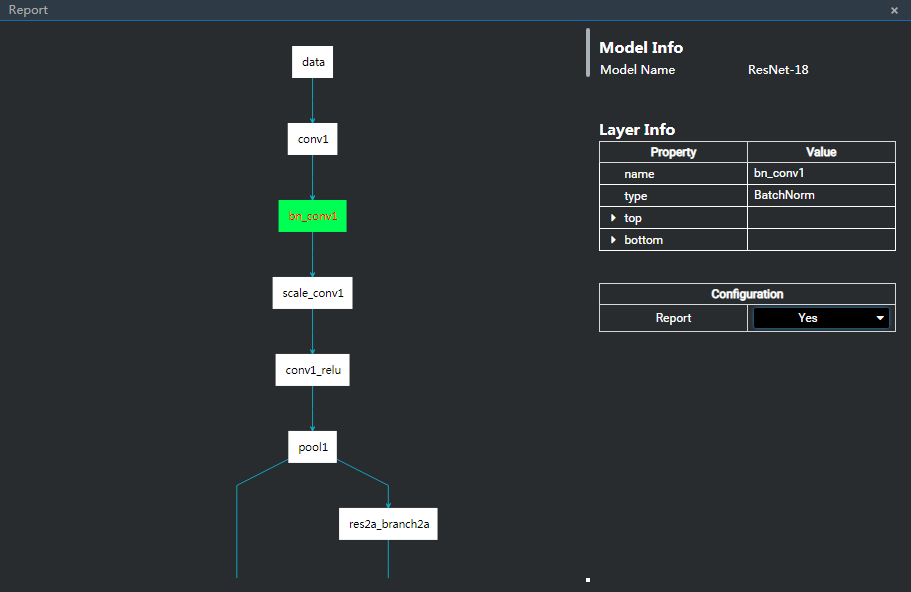 Report
data
conv1
bn_conv1
scale_conv1
conv1_relu
pool1
res2a_branch2a
Model Info
Model Name ResNet-18
Layer Info
Property Value
name bn_conv1
type BatchNorm
top
bottom
Configuration
Report Yes